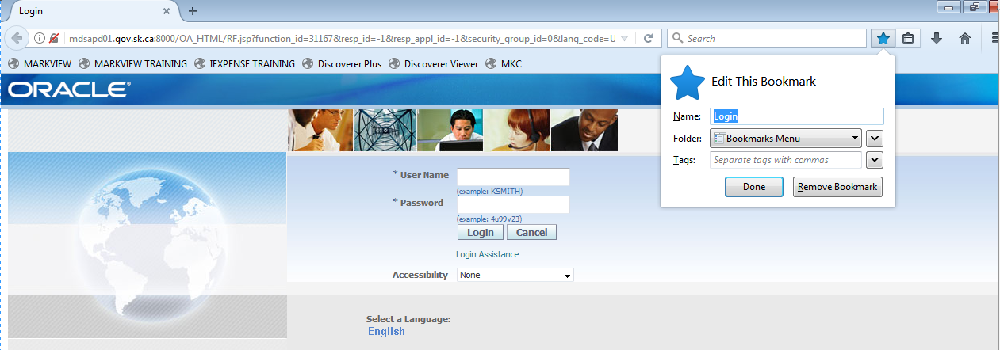 Login
mdsapd01.gov.sk.ca:8000/OA_HTML/RF.jsp?function_id=31167&resp_id=-1&resp_appl_id=-1&security_group_id=0&lang_code=U
Search
MARKVIEW MARKVIEW TRAINING IEXPENSE TRAINING Discoverer Plus Discoverer Viewer MKC
ORACLE®
Edit This Bookmark
Name: Login
Folder: Bookmarks Menu
Tags: Separate tags with commas
Done Remove Bookmark
* User Name
(example: KSMITH)
* Password
(example: 4u99v23)
Login Cancel
Login Assistance
Accessibility None
Select a Language:
English